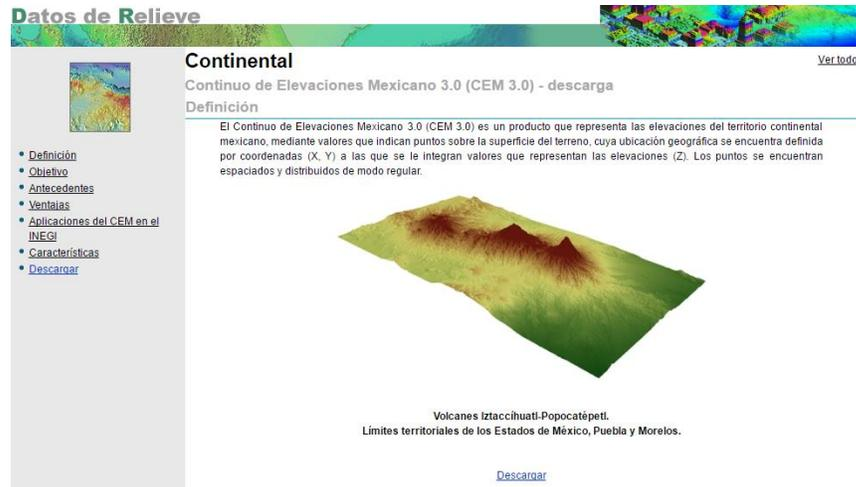 Datos de Relieve
Continental
Ver todo
Continuo de Elevaciones Mexicano 3.0 (CEM 3.0) - descarga
Definición
El Continuo de Elevaciones Mexicano 3.0 (CEM 3.0) es un producto que representa las elevaciones del territorio continental
mexicano, mediante valores que indican puntos sobre la superficie del terreno, cuya ubicación geográfica se encuentra definida
por coordenadas (X, Y) a las que se le integran valores que representan las elevaciones (Z). Los puntos se encuentran
espaciados y distribuidos de modo regular.
Definición
Objetivo
Antecedentes
Ventajas
Aplicaciones del CEM en el
INEGI
Características
Descargar
Volcanes Iztaccíhuatl-Popocatépetl.
Límites territoriales de los Estados de México, Puebla y Morelos.
Descargar